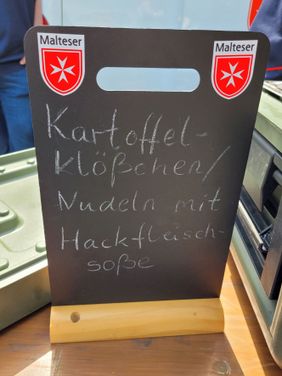 Malteser
Malteser
Kartoffel-
klößchen/
Nudeln mit
Hackfleisch-
soße